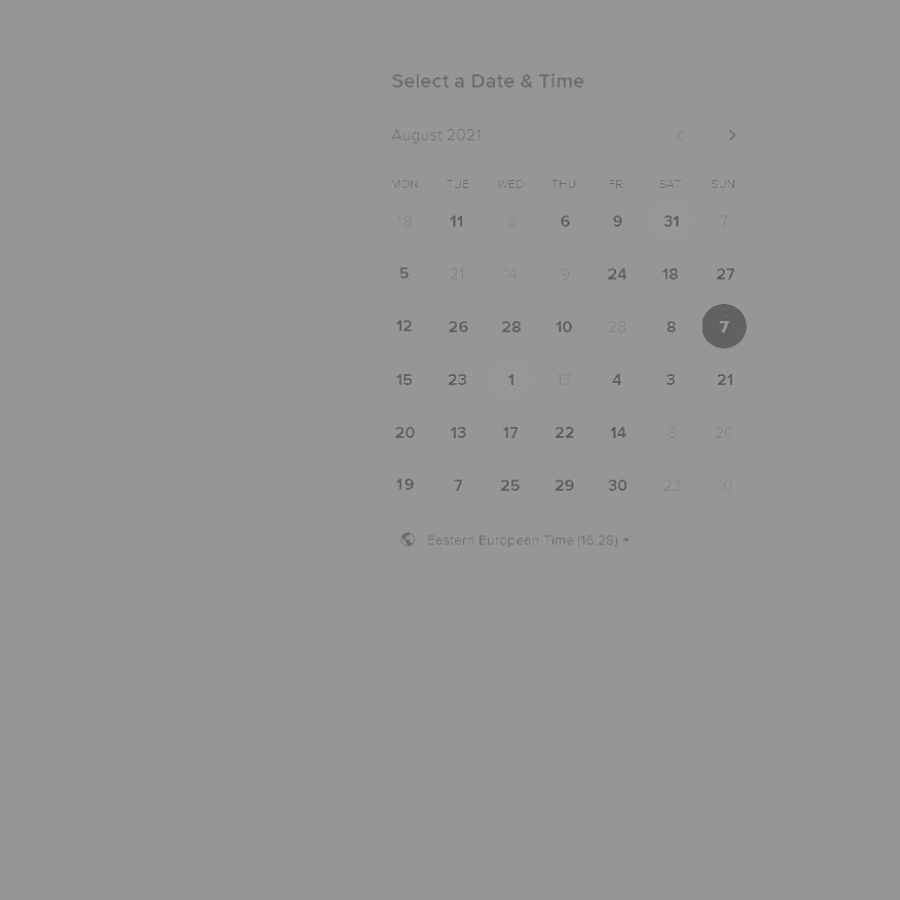 Select a Date & Time
August 2021
MON TUE WED THU FRI SAT SUN
18 11 3 6 9 31 7
5 21 14 9 24 18 27
12 26 28 10 28 8 7
15 23 1 13 4 3 21
20 13 17 22 14 8 20
19 7 25 29 30 23 10
Eastern European Time (16:28)